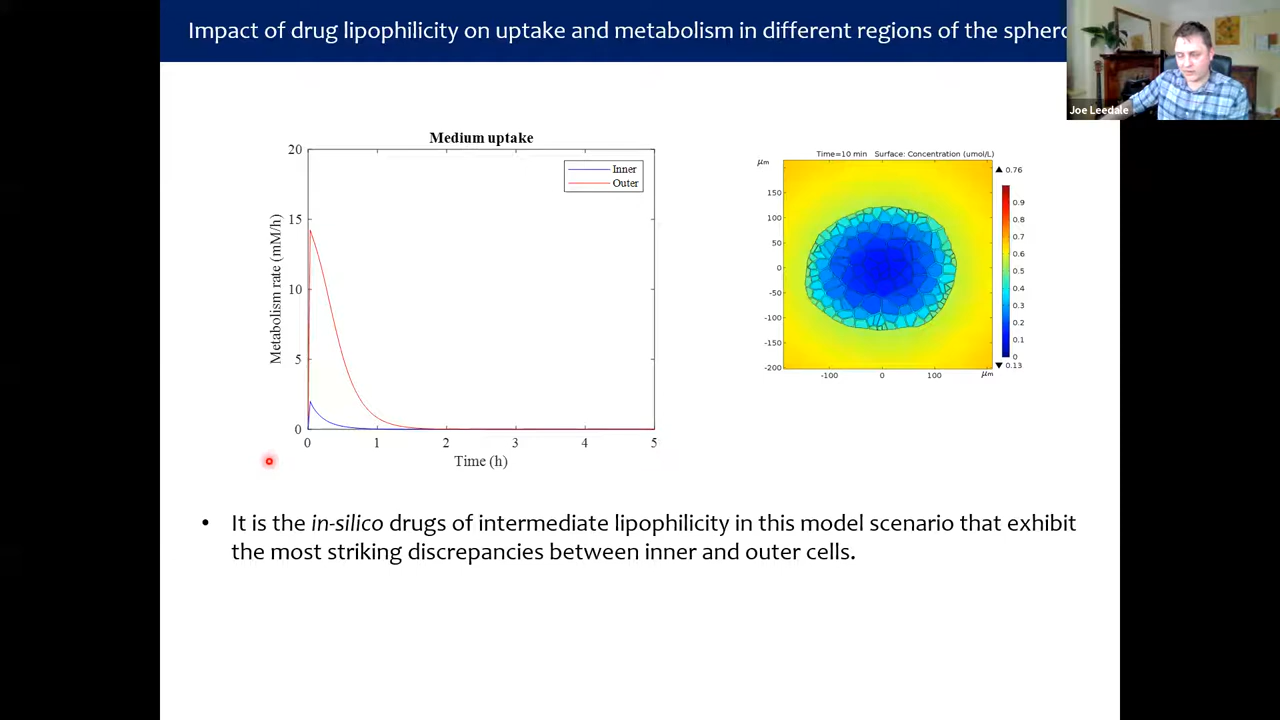 Impact of drug lipophilicity on uptake and metabolism in different regions of the sphero
Joe Leedale
Medium uptake
20
15
10
5
0
Metabolism rate (mM/h)
Inner
Outer
0 1 2 3 4 5
Time (h)
Time=10 min Surface: Concentration (umol/L)
μm
150
100
50
0
-50
-100
-150
-200
-100 0 100
μm
▲ 0.76
0.9
0.8
0.7
0.6
0.5
0.4
0.3
0.2
0.1
0
▼ 0.13
• It is the in-silico drugs of intermediate lipophilicity in this model scenario that exhibit
the most striking discrepancies between inner and outer cells.